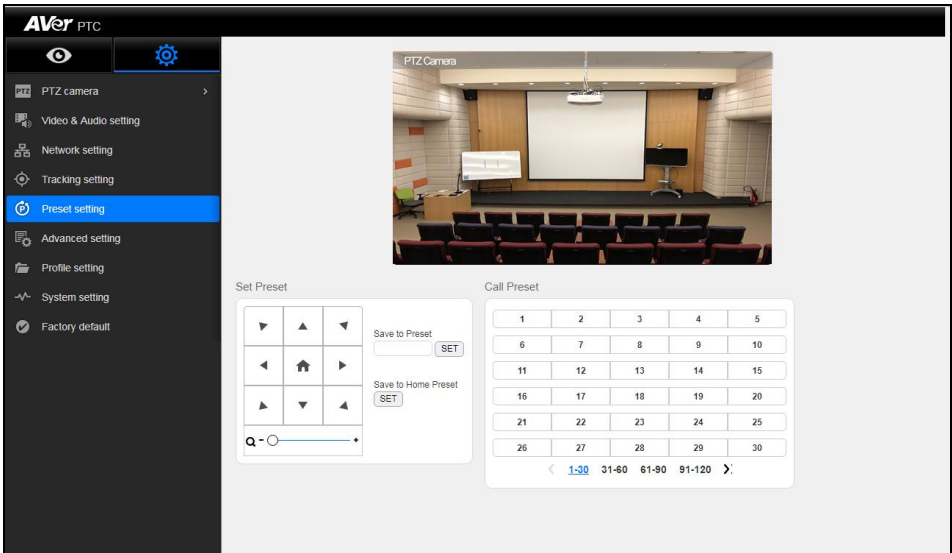 AVer PTC
PTZ PTZ camera
Video & Audio setting
Network setting
Tracking setting
P Preset setting
Advanced setting
Profile setting
System setting
Factory default
PTZ Camera
Set Preset
Save to Preset
SET
Save to Home Preset
SET
Call Preset
1 2 3 4 5
6 7 8 9 10
11 12 13 14 15
16 17 18 19 20
21 22 23 24 25
26 27 28 29 30
1-30 31-60 61-90 91-120